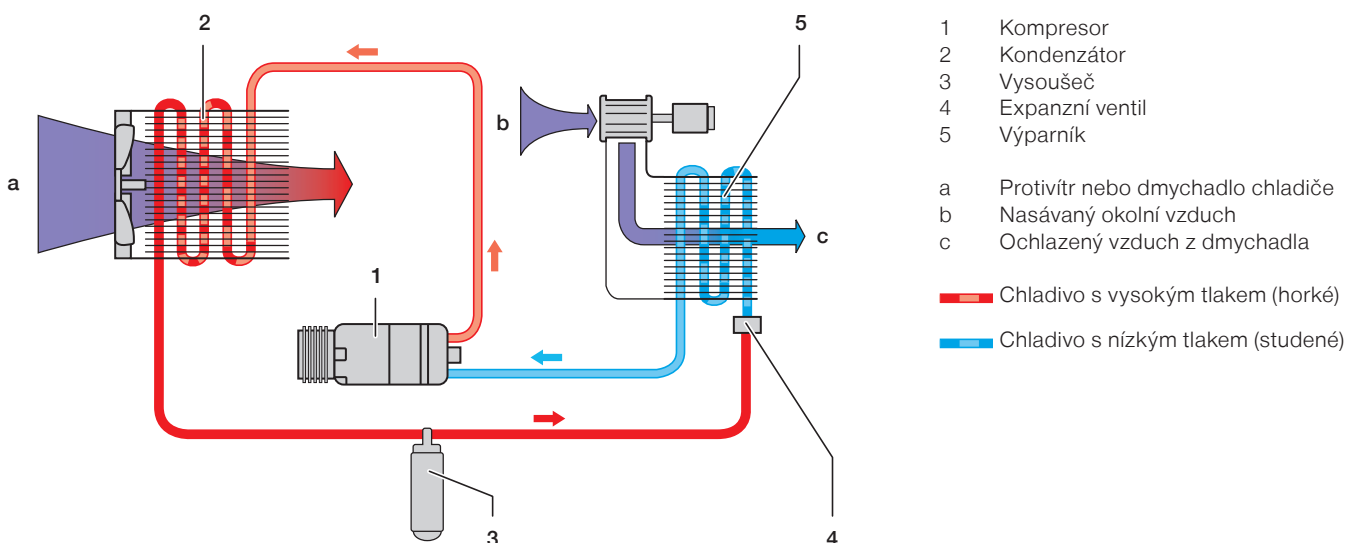 2
5
b
a
c
1
3
4
1 Kompresor
2 Kondenzátor
3 Vysoušeč
4 Expanzní ventil
5 Výparník
a Protivítr nebo dmychadlo chladiče
b Nasávaný okolní vzduch
c Ochlazený vzduch z dmychadla
Chladivo s vysokým tlakem (horké)
Chladivo s nízkým tlakem (studené)